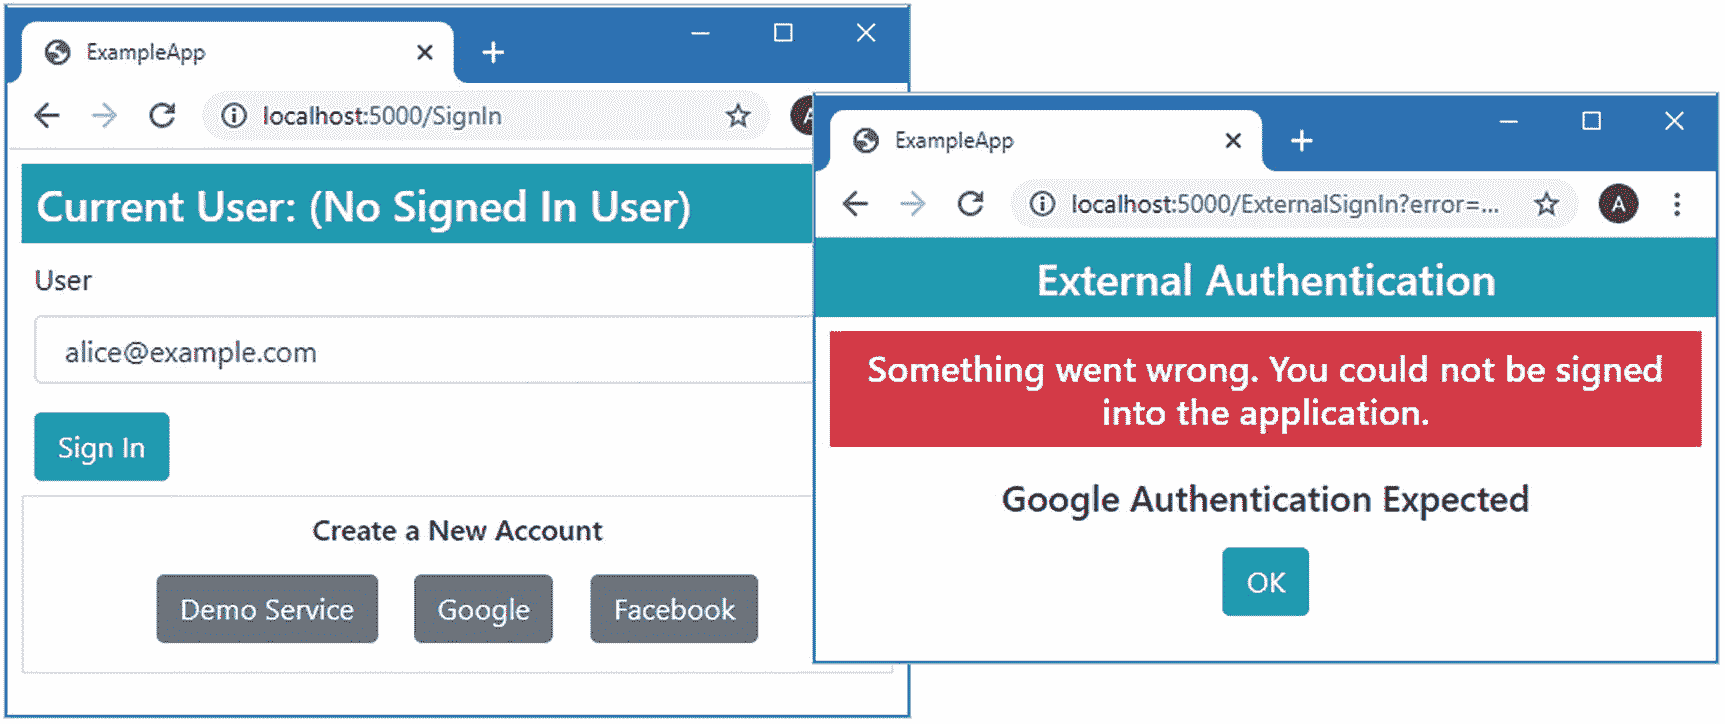 ExampleApp
localhost:5000/SignIn
Current User: (No Signed In User)
User
alice@example.com
Sign In
Create a New Account
Demo Service
Google
Facebook
ExampleApp
localhost:5000/ExternalSignIn?error=...
A
External Authentication
Something went wrong. You could not be signed
into the application.
Google Authentication Expected
OK